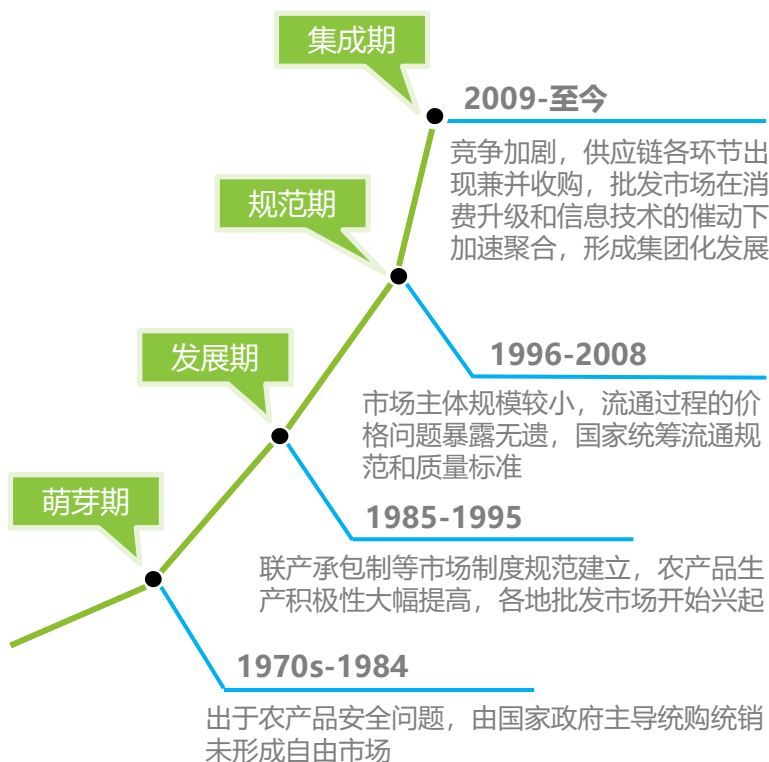 集成期
2009-至今
竞争加剧，供应链各环节出
现兼并收购，批发市场在消
费升级和信息技术的催动下
加速聚合，形成集团化发展
规范期
1996-2008
市场主体规模较小，流通过程的价
格问题暴露无遗，国家统筹流通规
范和质量标准
发展期
1985-1995
联产承包制等市场制度规范建立，农产品生
产积极性大幅提高，各地批发市场开始兴起
萌芽期
1970s-1984
出于农产品安全问题，由国家政府主导统购统销
未形成自由市场